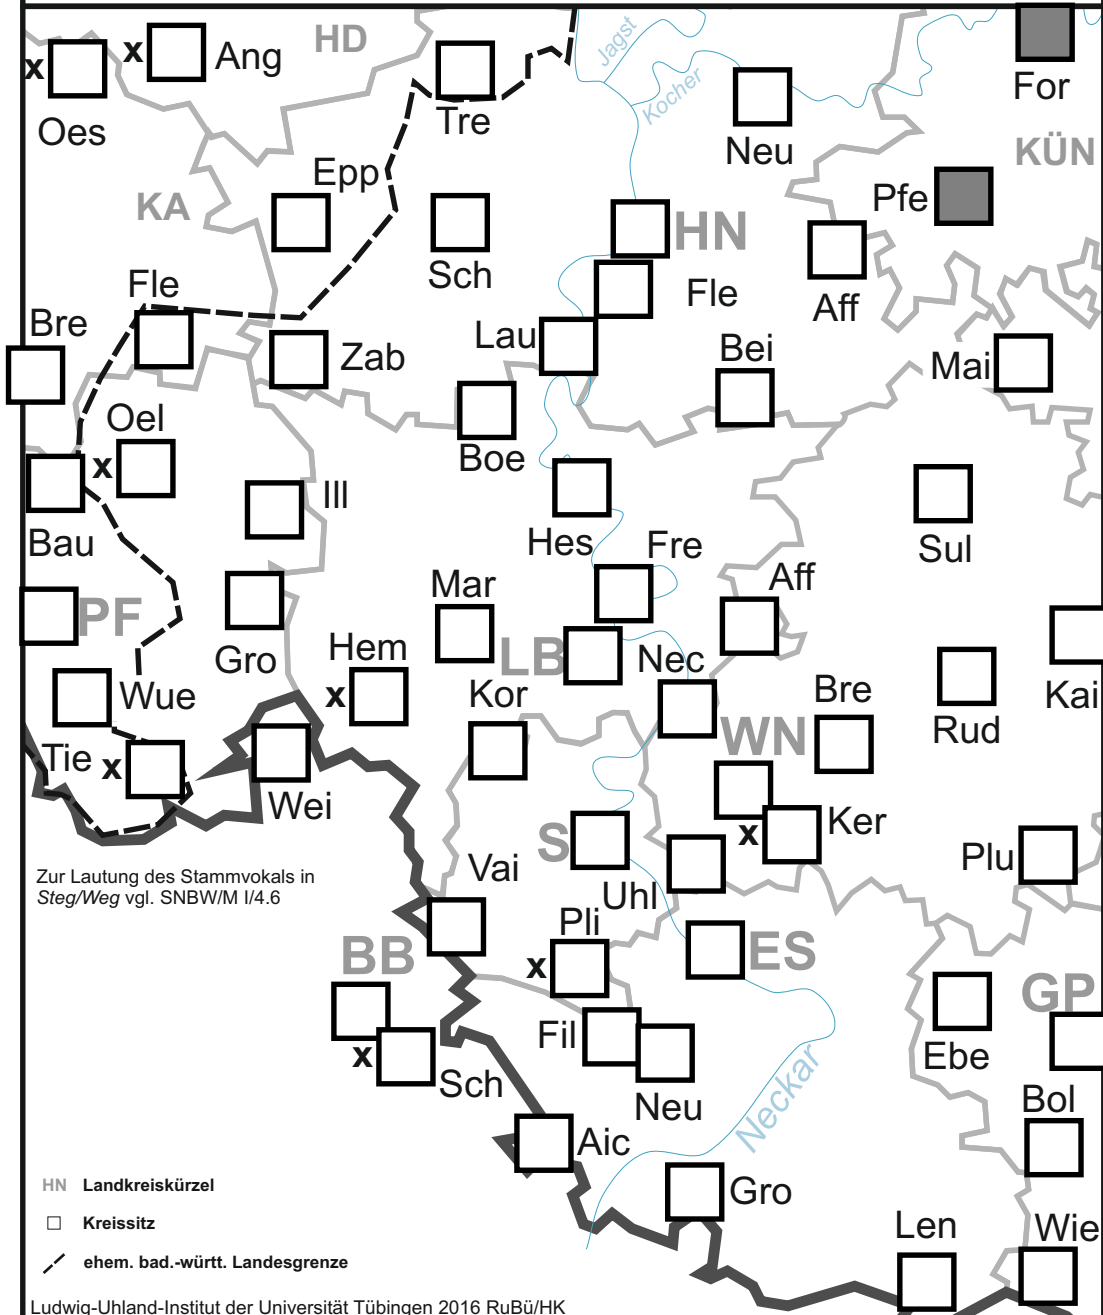 HD
Jagst
x Ang
x
For
Oes
Tre
Kocher
Neu
KÜN
Epp
KA
Pfe
HN
Sch
Fle
Fle
Aff
Bre
Lau
Bei
Zab
Mai
Oel
Boe
x
Ill
Bau
Hes
Fre
Sul
Mar
Aff
PF
Gro
Hem
LB
Nec
Wue
x
Kor
Bre
Kai
WN
Rud
Tie x
Wei
S
x
Ker
Zur Lautung des Stammvokals in
Steg/Weg vgl. SNBW/M I/4.6
Vai
Uhl
Plu
Pli
BB
x
ES
GP
Fil
Ebe
x
Sch
Neu
Neckar
Bol
Aic
HN Landkreiskürzel
Gro
Kreissitz
Len
Wie
ehem. bad.-württ. Landesgrenze
Ludwig-Uhland-Institut der Universität Tübingen 2016 RuBü/HK